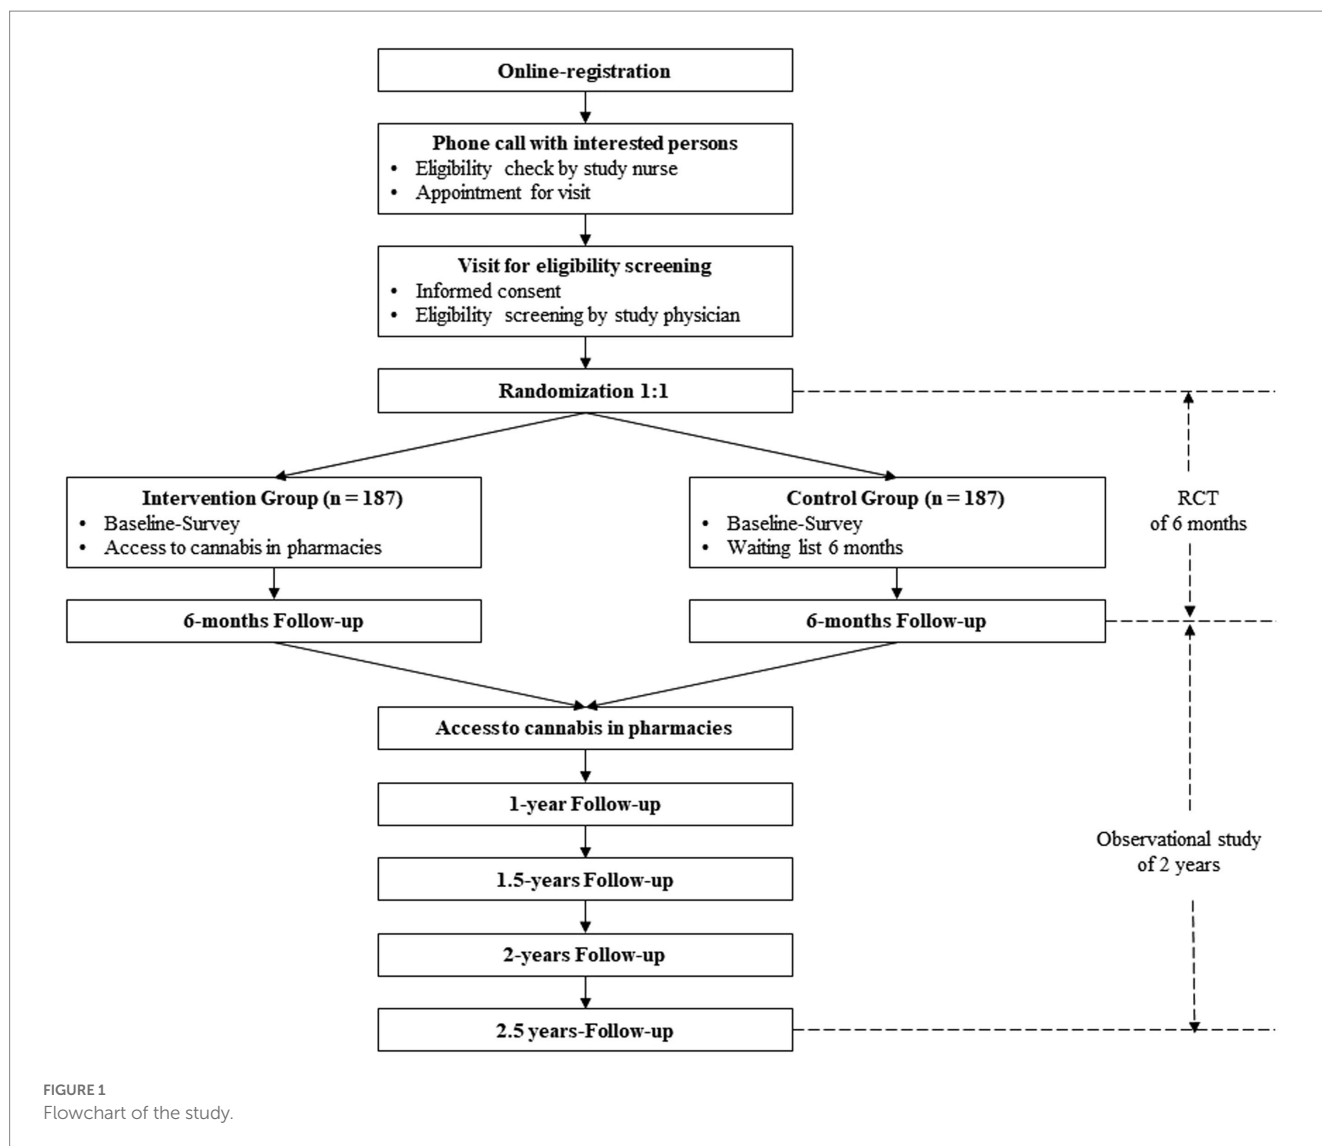 Online-registration
Phone call with interested persons
• Eligibility check by study nurse
• Appointment for visit
Visit for eligibility screening
• Informed consent
• Eligibility screening by study physician
Randomization 1:1
Intervention Group (n = 187)
• Baseline-Survey
• Access to cannabis in pharmacies
Control Group (n = 187)
• Baseline-Survey
• Waiting list 6 months
RCT
of 6 months
6-months Follow-up
6-months Follow-up
Access to cannabis in pharmacies
1-year Follow-up
1.5-years Follow-up
2-years Follow-up
2.5 years-Follow-up
Observational study
of 2 years
FIGURE 1
Flowchart of the study.